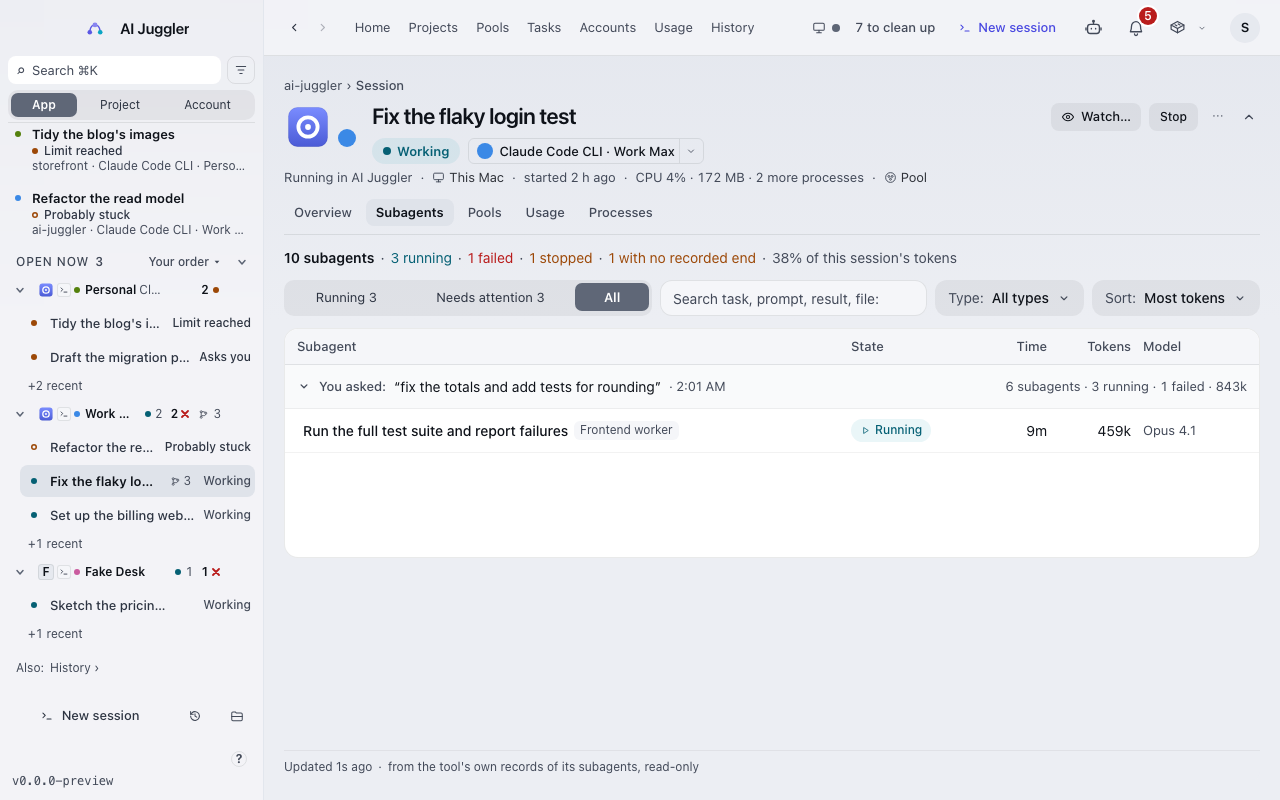 AI Juggler
Search ⌘K
App Project Account
Tidy the blog's images
Limit reached
storefront · Claude Code CLI · Perso...
Refactor the read model
Probably stuck
ai-juggler · Claude Code CLI · Work ...
OPEN NOW 3 Your order
Personal Cl... 2
Tidy the blog's i... Limit reached
Draft the migration p... Asks you
+2 recent
Work ... 2 2 3
Refactor the re... Probably stuck
Fix the flaky lo... 3 Working
Set up the billing web... Working
+1 recent
F Fake Desk 1 1
Sketch the pricin... Working
+1 recent
Also: History ›
New session
?
v0.0.0-preview
Home Projects Pools Tasks Accounts Usage History
7 to clean up
New session
5
S
ai-juggler › Session
Fix the flaky login test
Watch... Stop ...
Working Claude Code CLI · Work Max
Running in AI Juggler · This Mac · started 2 h ago · CPU 4% · 172 MB · 2 more processes · Pool
Overview Subagents Pools Usage Processes
10 subagents · 3 running · 1 failed · 1 stopped · 1 with no recorded end · 38% of this session's tokens
Running 3 Needs attention 3 All Search task, prompt, result, file: Type: All types Sort: Most tokens
Subagent State Time Tokens Model
You asked: “fix the totals and add tests for rounding” · 2:01 AM 6 subagents · 3 running · 1 failed · 843k
Run the full test suite and report failures Frontend worker Running 9m 459k Opus 4.1
Updated 1s ago · from the tool's own records of its subagents, read-only